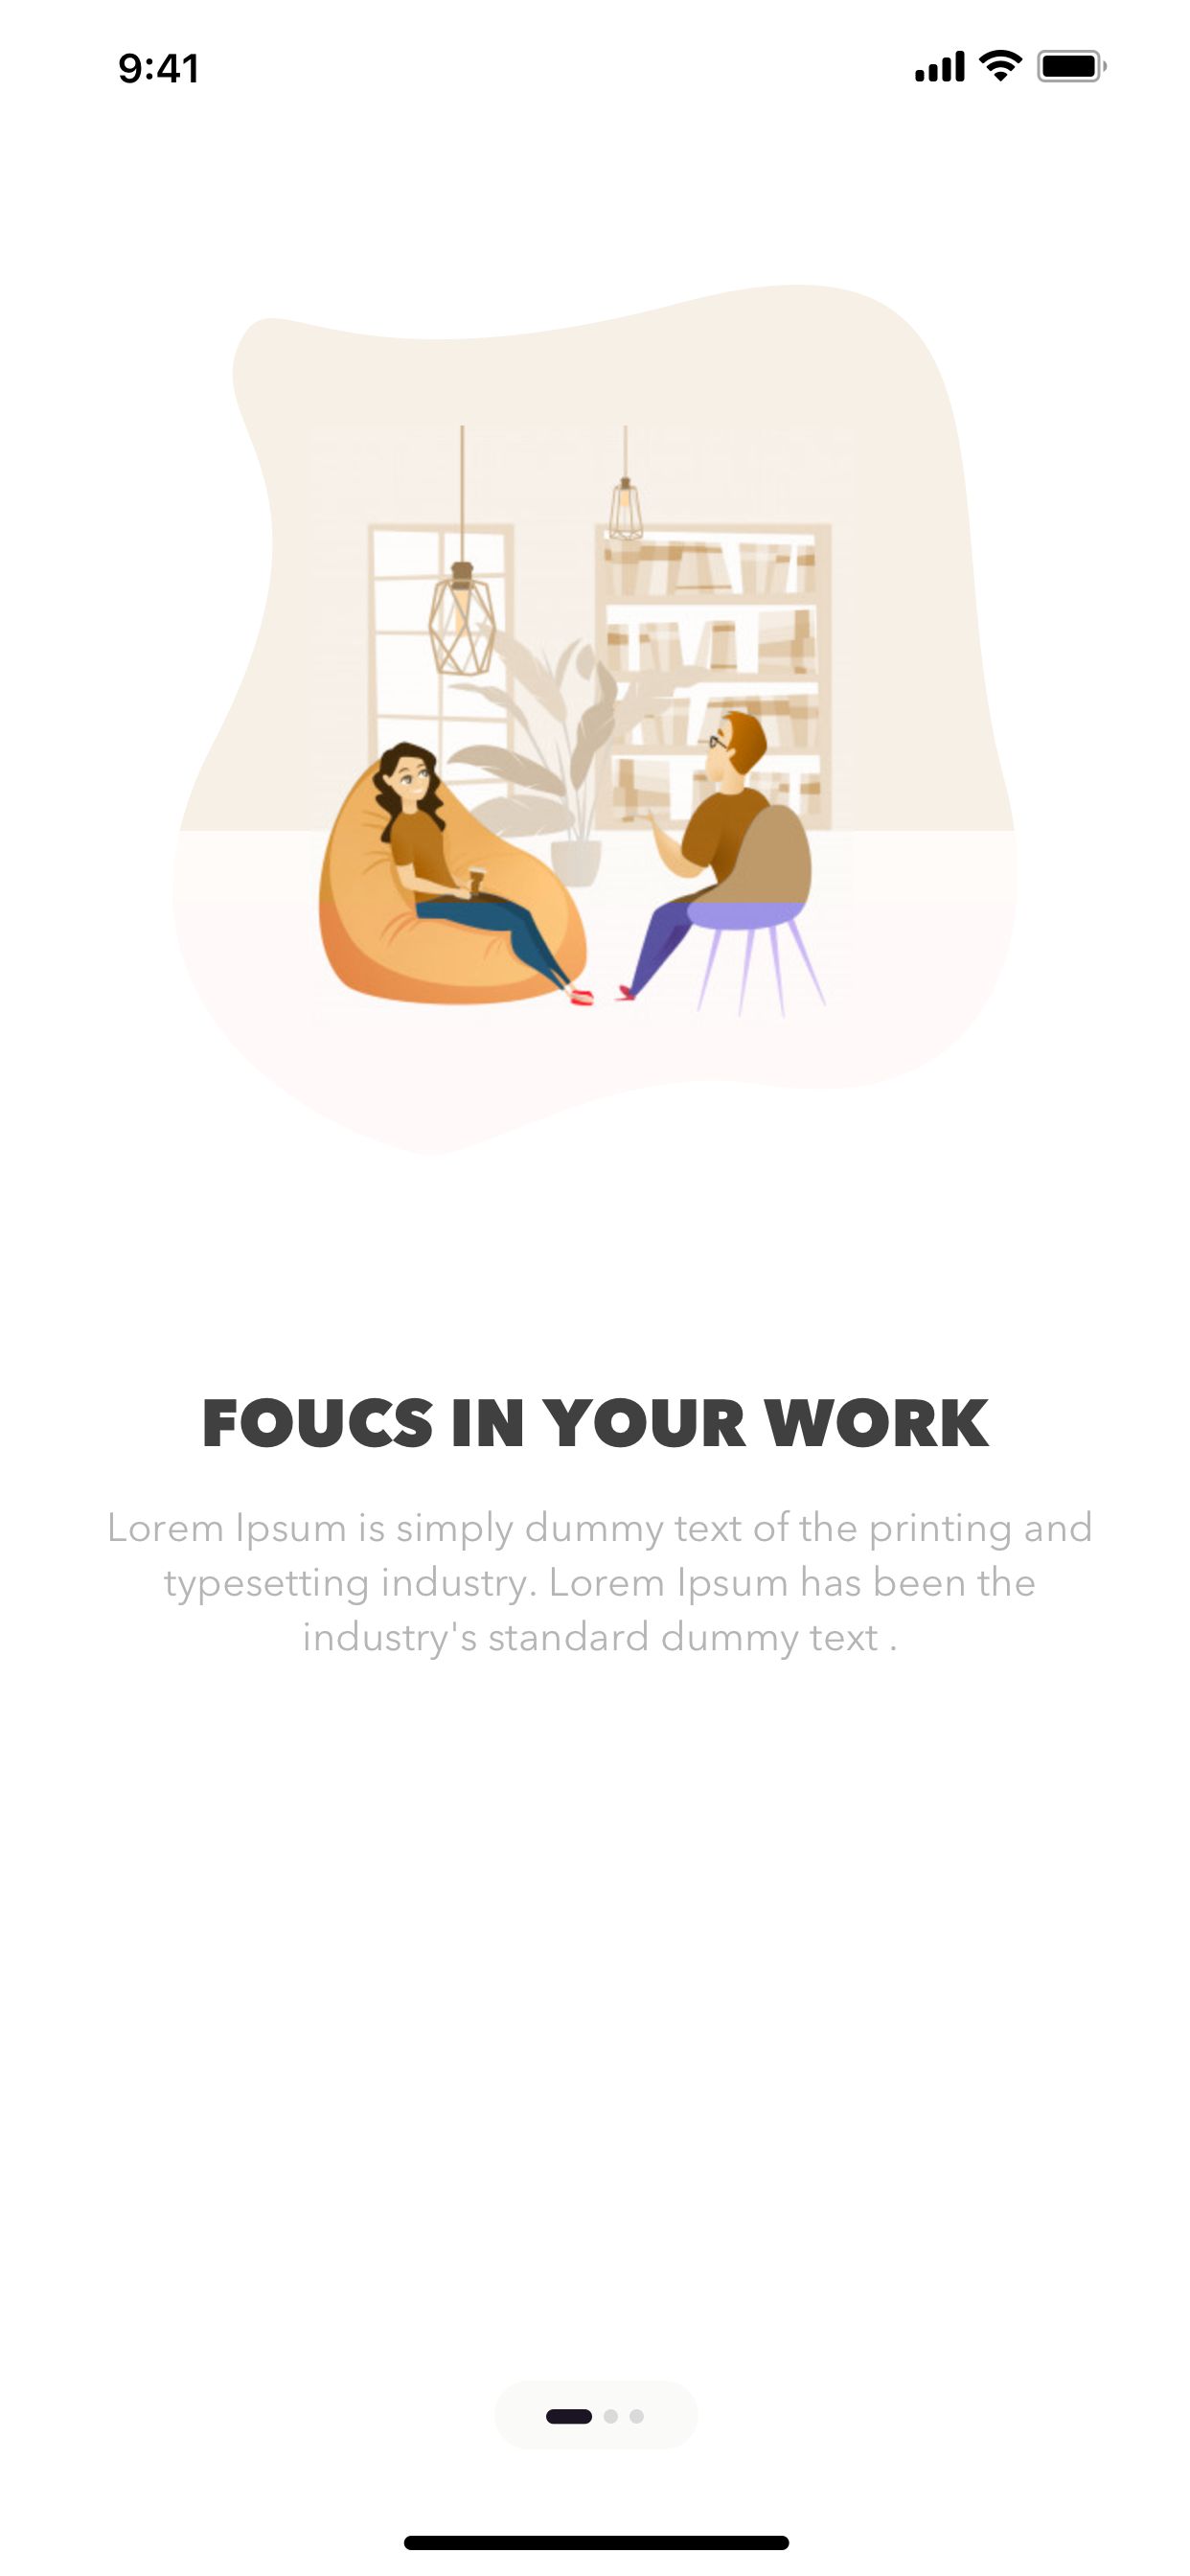 9:41
FOUCS IN YOUR WORK
Lorem Ipsum is simply dummy text of the printing and
typesetting industry. Lorem Ipsum has been the
industry's standard dummy text .